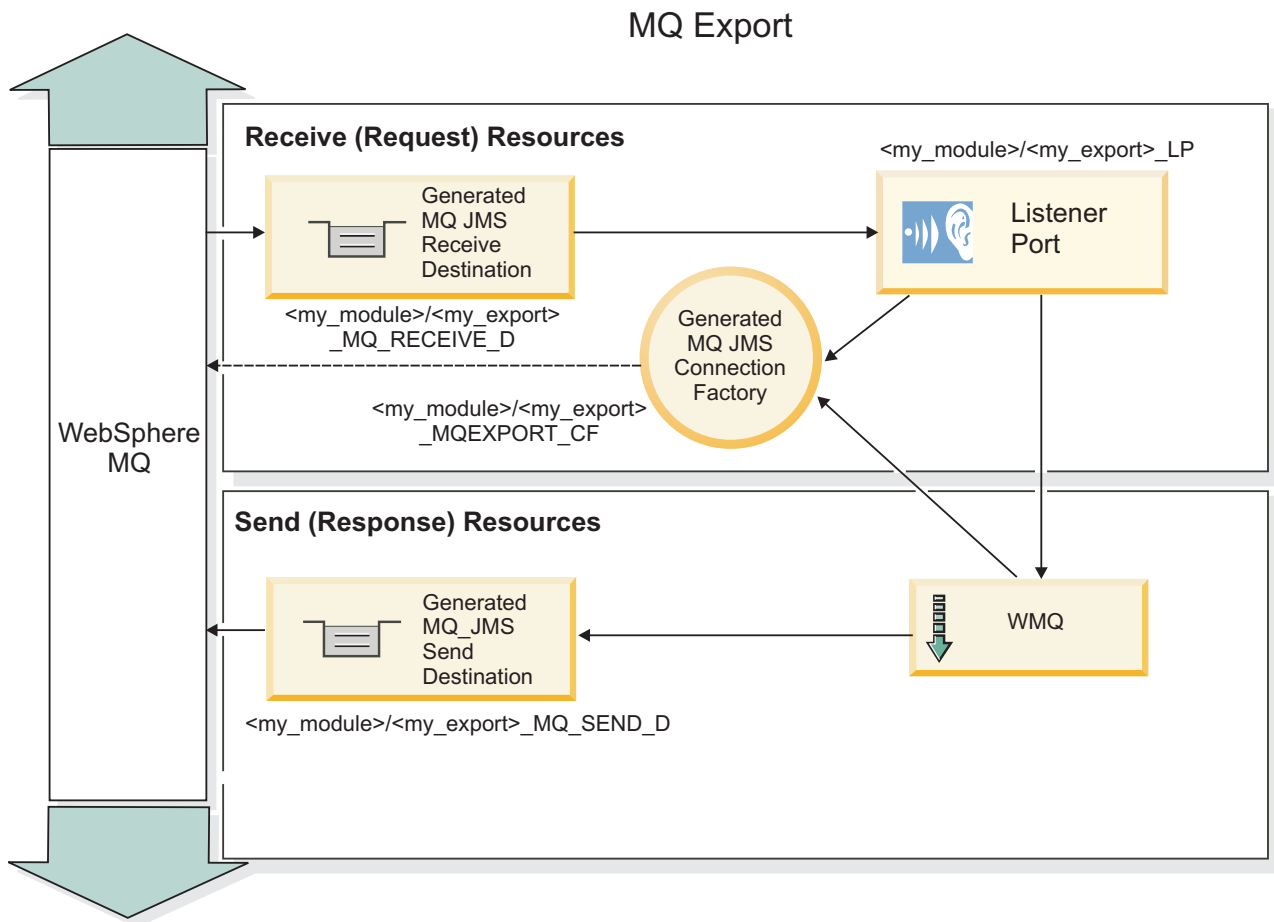 MQ Export
Receive (Request) Resources
<my_module>/<my_export>_LP
Generated
MQ JMS
Receive
Destination
Listener
Port
<my_module>/<my_export>
_MQ_RECEIVE_D
Generated
MQ JMS
Connection
Factory
<my_module>/<my_export>
_MQEXPORT_CF
WebSphere
MQ
Send (Response) Resources
Generated
MQ_JMS
Send
Destination
WMQ
<my_module>/<my_export>_MQ_SEND_D